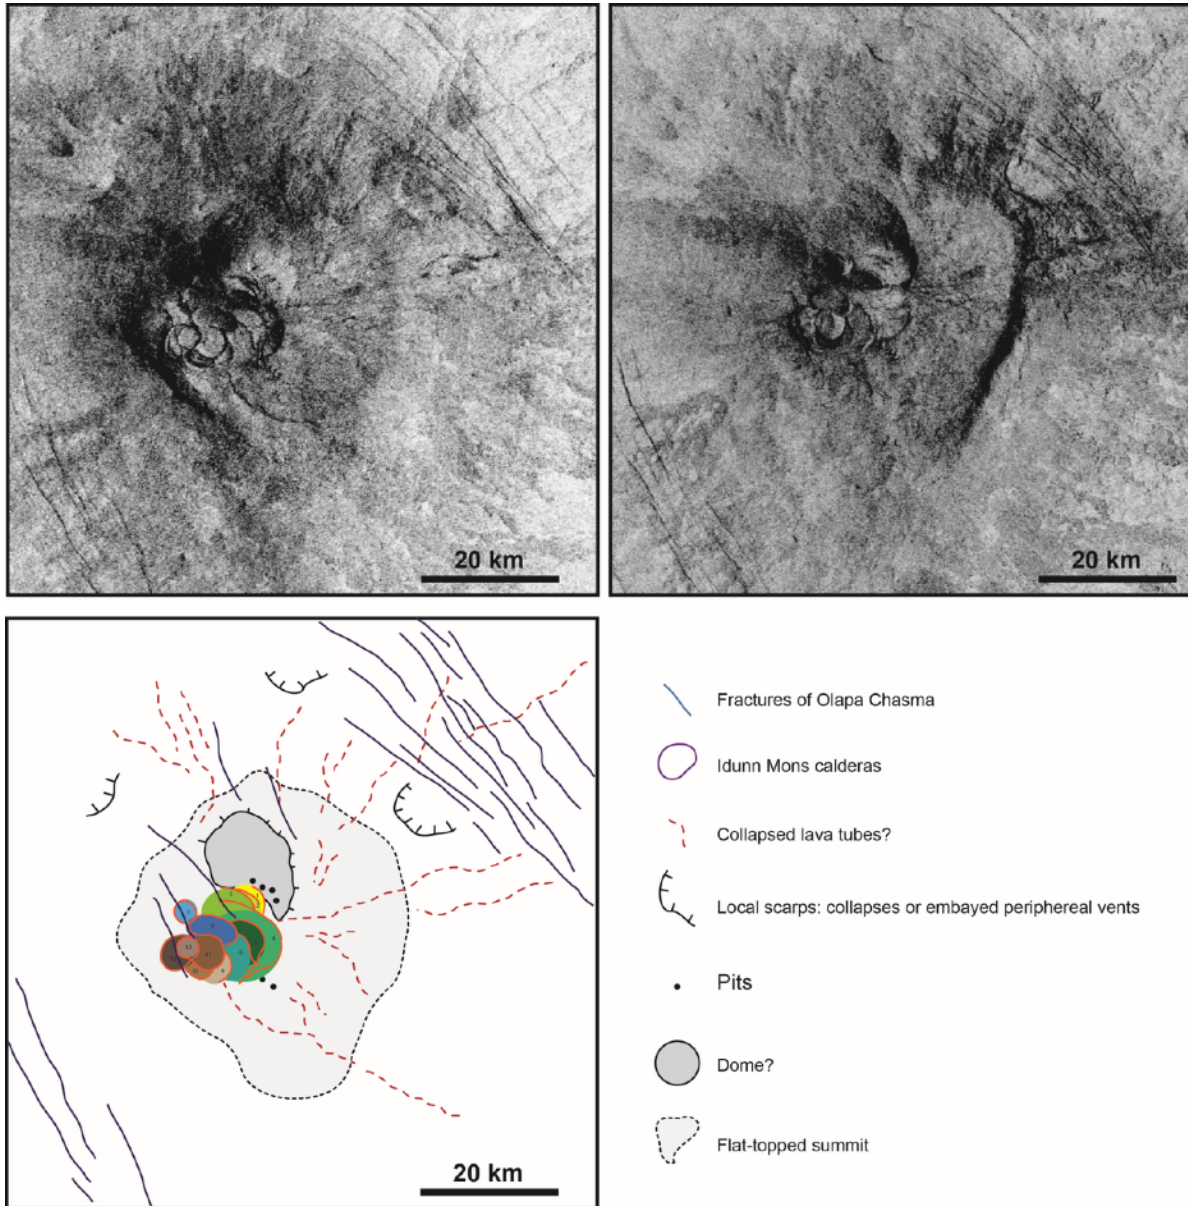 20 km
20 km
Fractures of Olapa Chasma
Idunn Mons calderas
Collapsed lava tubes?
Local scarps: collapses or embayed periphereal vents
Pits
Dome?
Flat-topped summit
20 km